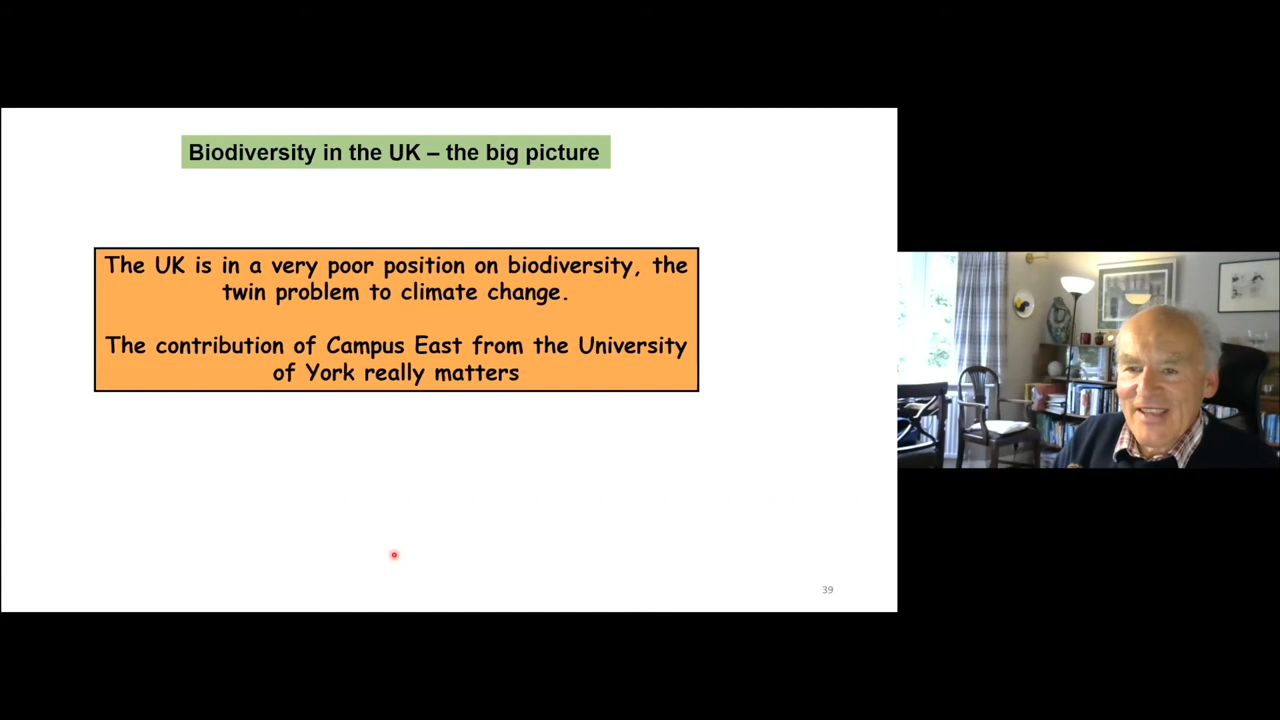 Biodiversity in the UK – the big picture
The UK is in a very poor position on biodiversity, the
twin problem to climate change.
The contribution of Campus East from the University
of York really matters
39